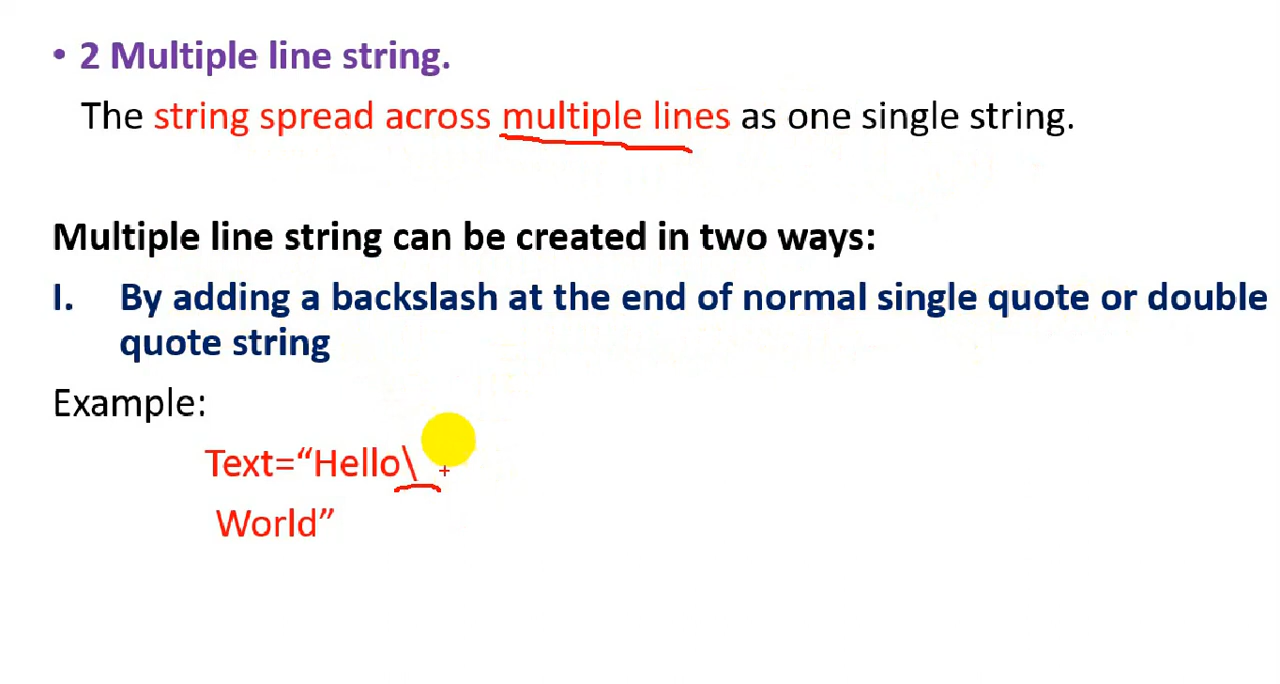 • 2 Multiple line string.
The string spread across multiple lines as one single string.
Multiple line string can be created in two ways:
I. By adding a backslash at the end of normal single quote or double
quote string
Example:
Text=“Hello\
World”